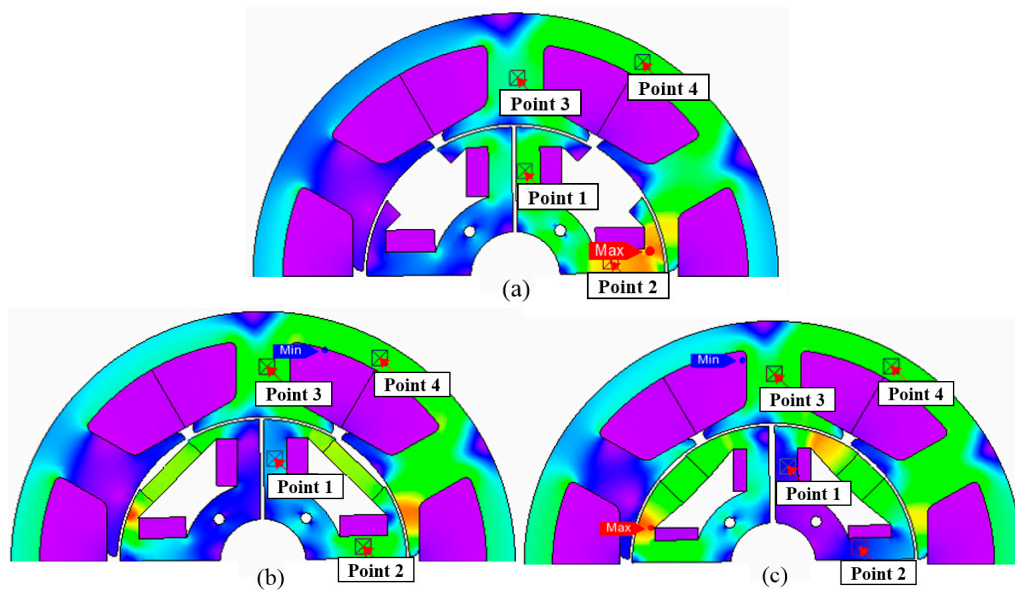 Point 3
Point 4
Point 1
Max
Point 2
(a)
Min
Point 3
Point 4
Point 1
Point 2
(b)
Min
Point 3
Point 4
Point 1
Max
Point 2
(c)